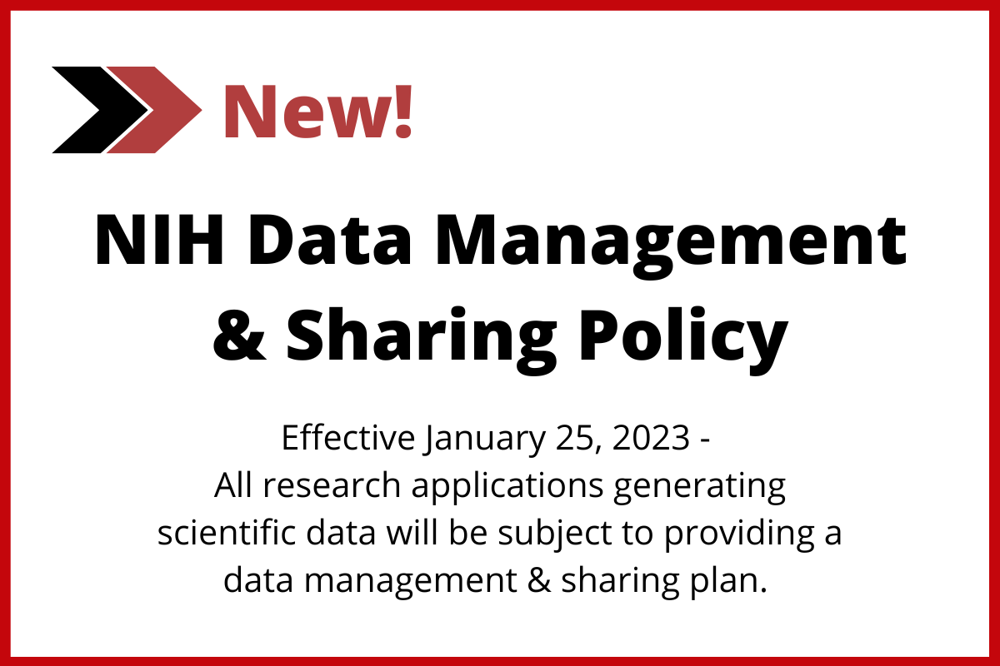 New!
NIH Data Management
& Sharing Policy
Effective January 25, 2023 -
All research applications generating
scientific data will be subject to providing a
data management & sharing plan.